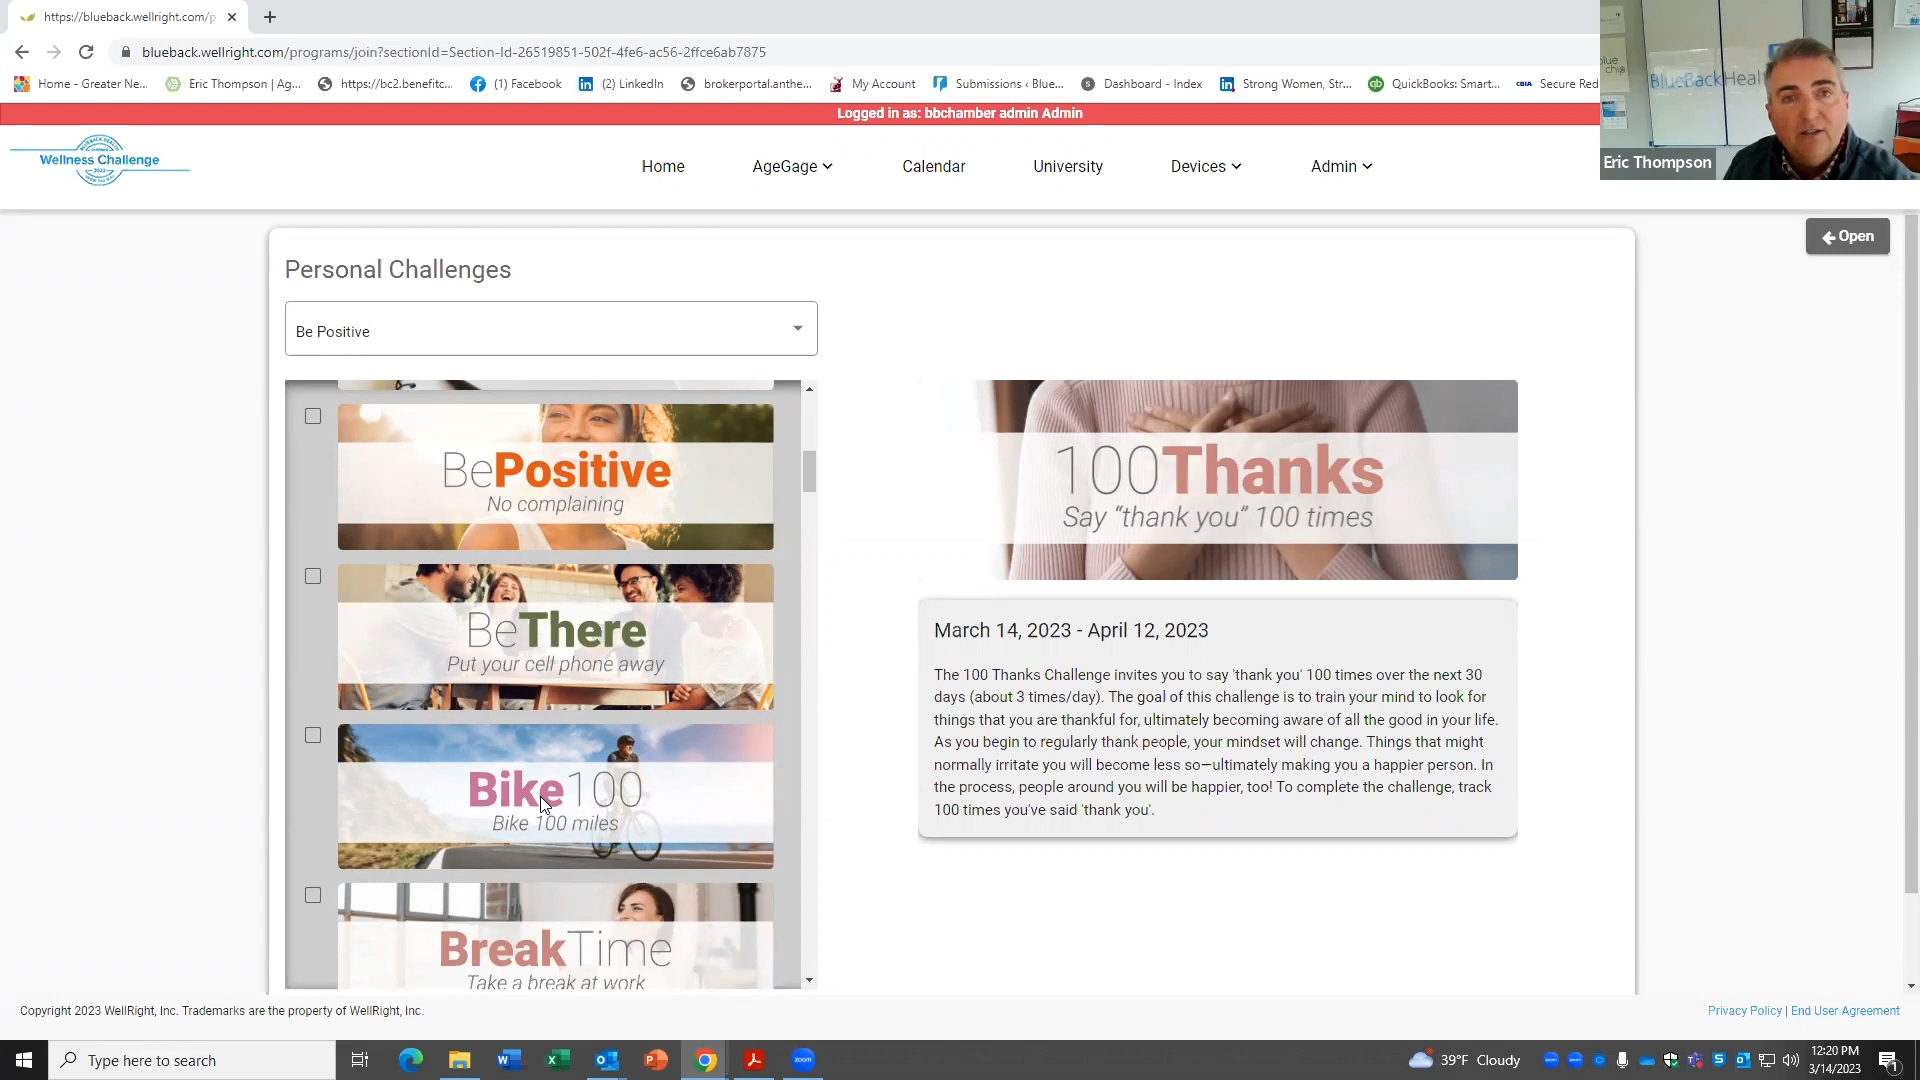 https://blueback.wellright.com/p
blueback.wellright.com/programs/join?sectionId=Section-Id-26519851-502f-4fe6-ac56-2ffce6ab7875
Home - Greater Ne...
Eric Thompson | Ag...
https://bc2.benefitc...
(1) Facebook
(2) LinkedIn
brokerportal.anthe...
My Account
Submissions ‹ Blue...
Dashboard - Index
Strong Women, Str...
QuickBooks: Smart...
CBIA
Secure Red
Logged in as: bbchamber admin Admin
BlueBackHeal
Eric Thompson
Wellness Challenge
Home
AgeGage
Calendar
University
Devices
Admin
Open
Personal Challenges
Be Positive
BePositive
No complaining
BeThere
Put your cell phone away
Bike100
Bike 100 miles
BreakTime
Take a break at work
100Thanks
Say “thank you” 100 times
March 14, 2023 - April 12, 2023
The 100 Thanks Challenge invites you to say 'thank you' 100 times over the next 30
days (about 3 times/day). The goal of this challenge is to train your mind to look for
things that you are thankful for, ultimately becoming aware of all the good in your life.
As you begin to regularly thank people, your mindset will change. Things that might
normally irritate you will become less so—ultimately making you a happier person. In
the process, people around you will be happier, too! To complete the challenge, track
100 times you've said 'thank you'.
Copyright 2023 WellRight, Inc. Trademarks are the property of WellRight, Inc.
Privacy Policy | End User Agreement
Type here to search
39°F Cloudy
12:20 PM
3/14/2023